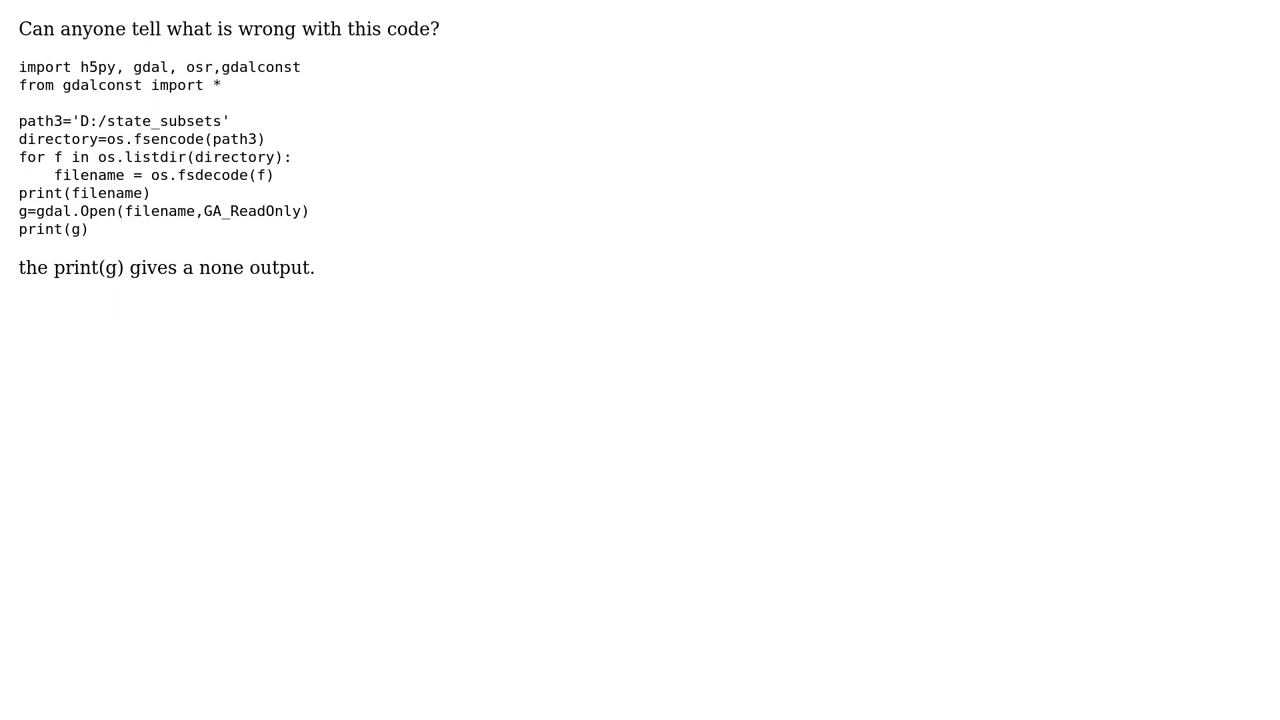 Can anyone tell what is wrong with this code?
import h5py, gdal, osr,gdalconst
from gdalconst import *
path3='D:/state_subsets'
directory=os.fsencode(path3)
for f in os.listdir(directory):
    filename = os.fsdecode(f)
print(filename)
g=gdal.Open(filename,GA_ReadOnly)
print(g)
the print(g) gives a none output.